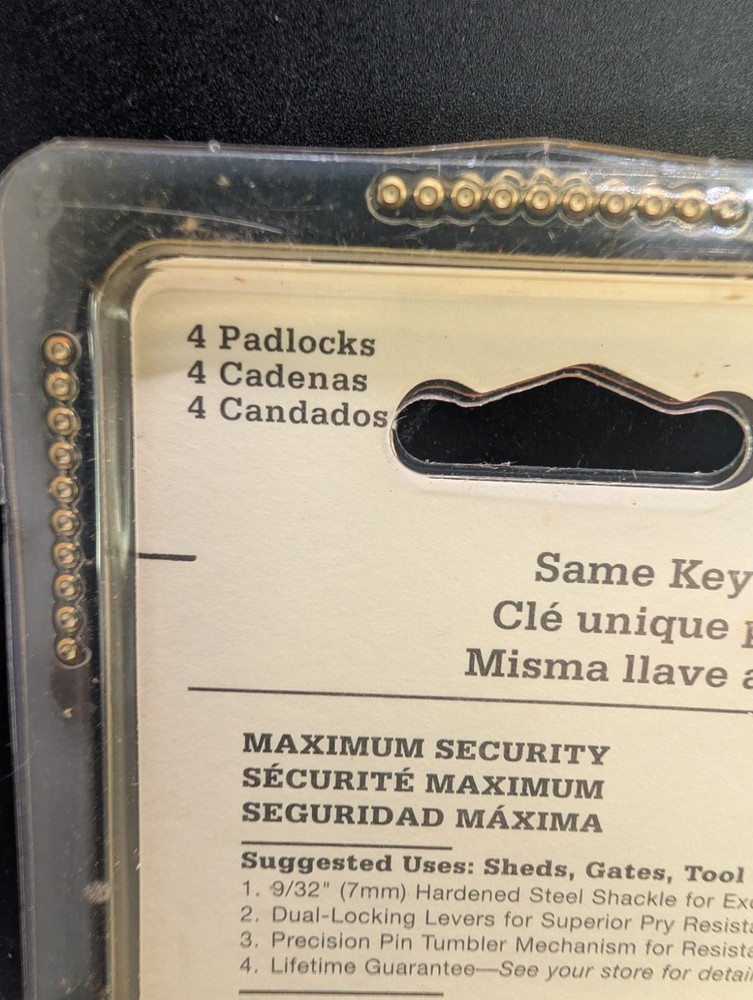 4 Padlocks
4 Cadenas
4 Candados
Same Key
Clé unique
Misma llave a
MAXIMUM SECURITY
SÉCURITÉ MAXIMUM
SEGURIDAD MÁXIMA
Suggested Uses: Sheds, Gates, Tool
1. 9/32" (7mm) Hardened Steel Shackle for
2. Dual-Locking Levers for Superior Pry
3. Precision Pin Tumbler Mechanism for
4. Lifetime Guarantee—See your store for